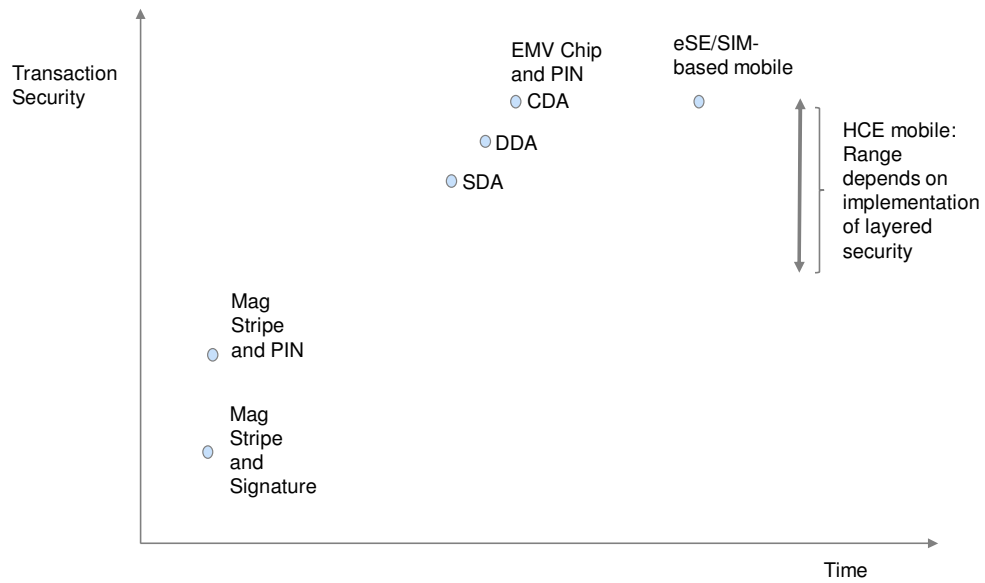 Transaction
Security
EMV Chip
and PIN
CDA
DDA
SDA
eSE/SIM-
based mobile
HCE mobile:
Range
depends on
implementation
of layered
security
Mag
Stripe
and PIN
Mag
Stripe
and
Signature
Time